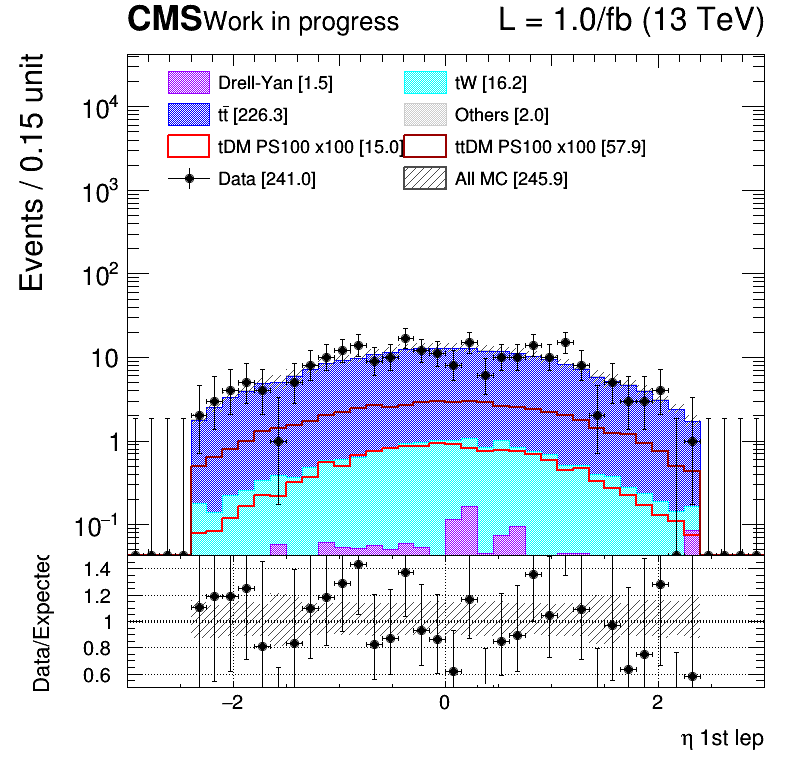 CMS Work in progress L = 1.0/fb (13 TeV)
Drell-Yan [1.5] tW [16.2]
tt̄ [226.3] Others [2.0]
tDM PS100 x100 [15.0] ttDM PS100 x100 [57.9]
Data [241.0] All MC [245.9]
Events / 0.15 unit
10⁴
10³
10²
10
1
10⁻¹
Data/Expected
1.4
1.2
1
0.8
0.6
−2 0 2
η 1st lep